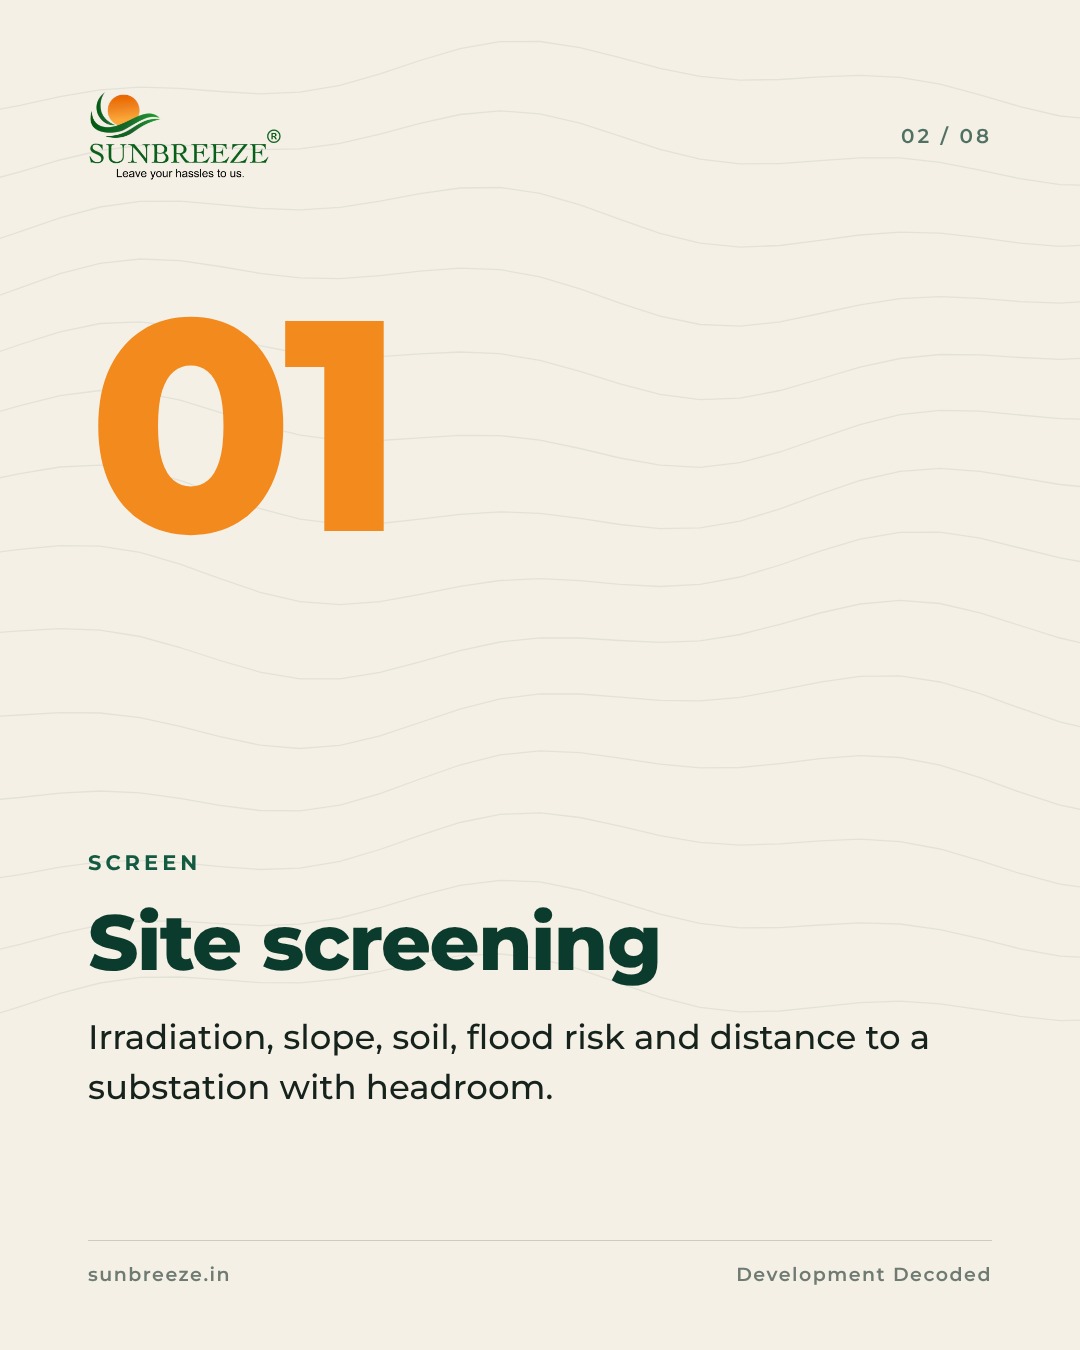 SUNBREEZE®
Leave your hassles to us.
02 / 08
01
SCREEN
Site screening
Irradiation, slope, soil, flood risk and distance to a
substation with headroom.
sunbreeze.in
Development Decoded